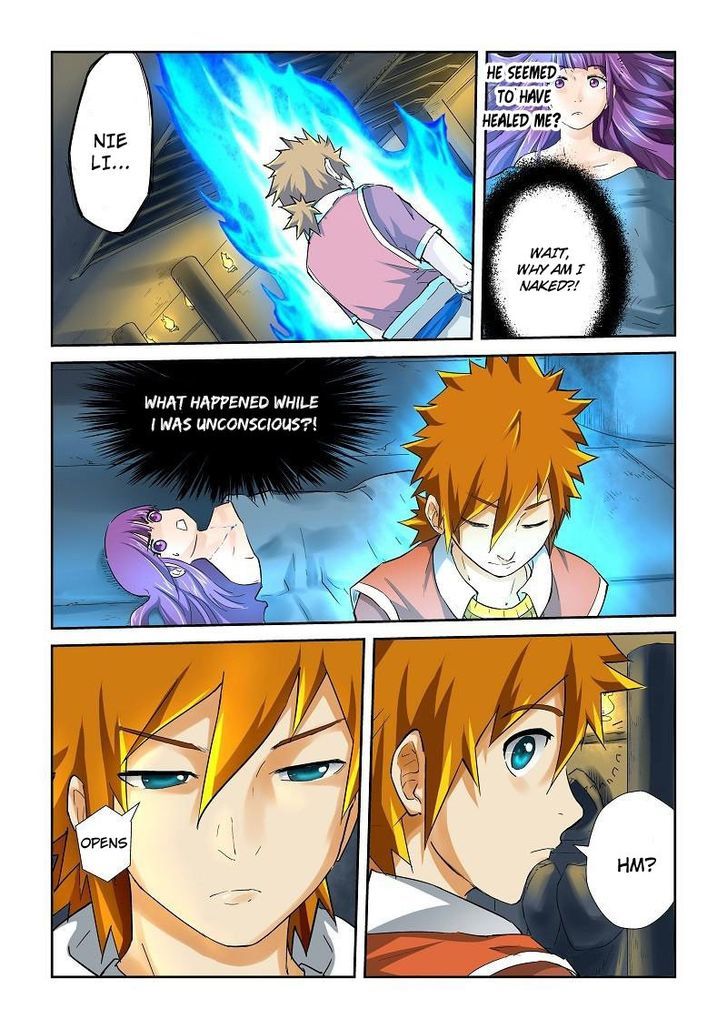 NIE
LI...
HE SEEMED
TO HAVE
HEALED ME?
WAIT,
WHY AM I
NAKED?!
WHAT HAPPENED WHILE
I WAS UNCONSCIOUS?!
OPENS
HM?